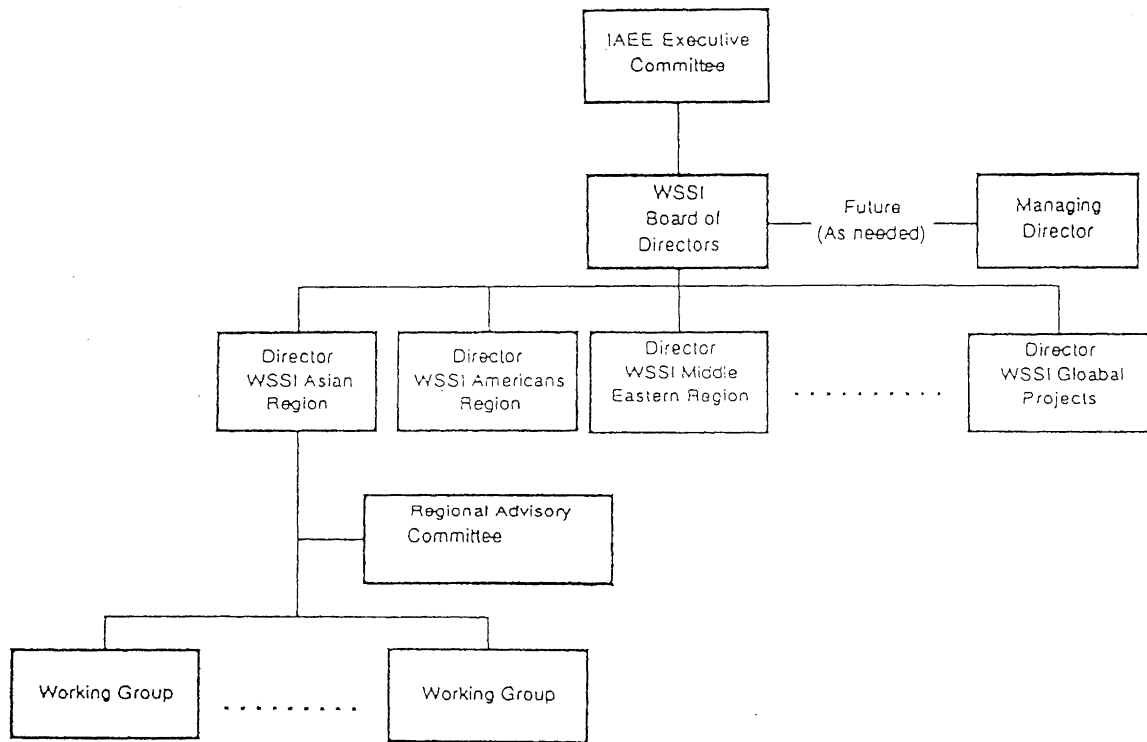 IAEE Executive
Committee
WSSI
Board of
Directors
Future
(As needed)
Managing
Director
Director
WSSI Asian
Region
Director
WSSI Americans
Region
Director
WSSI Middle
Eastern Region
. . . . . . . . . .
Director
WSSI Gloabal
Projects
Regional Advisory
Committee
Working Group
. . . . . . . . .
Working Group